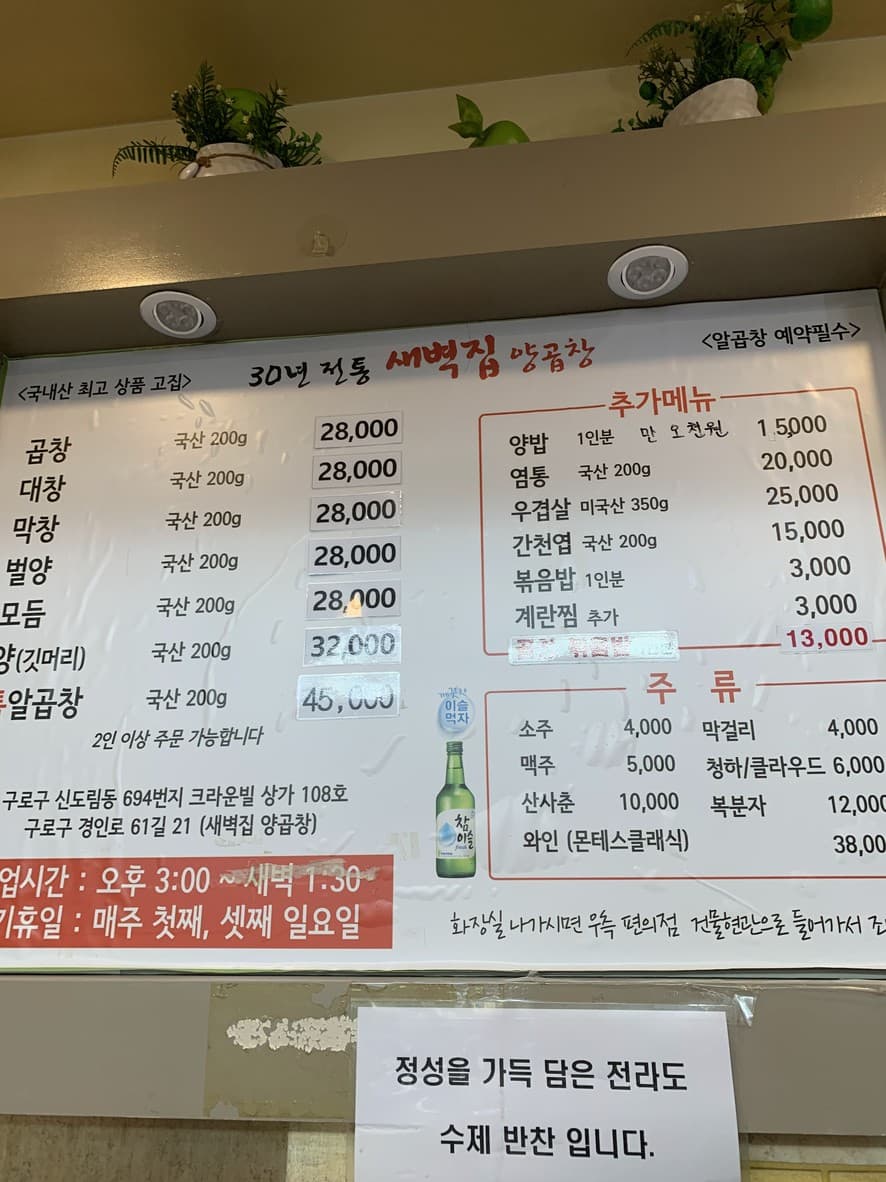 <국내산 최고 상품 고집>
30년 전통 새벽집 양곱창
<알곱창 예약필수>
곱창 국산 200g 28,000
대창 국산 200g 28,000
막창 국산 200g 28,000
벌양 국산 200g 28,000
모듬 국산 200g 28,000
양(깃머리) 국산 200g 32,000
통알곱창 국산 200g 45,000
2인 이상 주문 가능합니다
구로구 신도림동 694번지 크라운빌 상가 108호
구로구 경인로 61길 21 (새벽집 양곱창)
업시간 : 오후 3:00 ~ 새벽 1:30
기휴일 : 매주 첫째, 셋째 일요일
추가메뉴
양밥 1인분 만 오천원 15,000
염통 국산 200g 20,000
우겹살 미국산 350g 25,000
간천엽 국산 200g 15,000
볶음밥 1인분 3,000
계란찜 추가 3,000
볶음밥 13,000
주 류
소주 4,000 막걸리 4,000
맥주 5,000 청하/클라우드 6,000
산사춘 10,000 복분자 12,000
와인 (몬테스클래식) 38,00
깨끗한
이슬
먹자
참
이슬
fresh
화장실 나가시면 우측 편의점 건물현관으로 들어가서
정성을 가득 담은 전라도
수제 반찬 입니다.